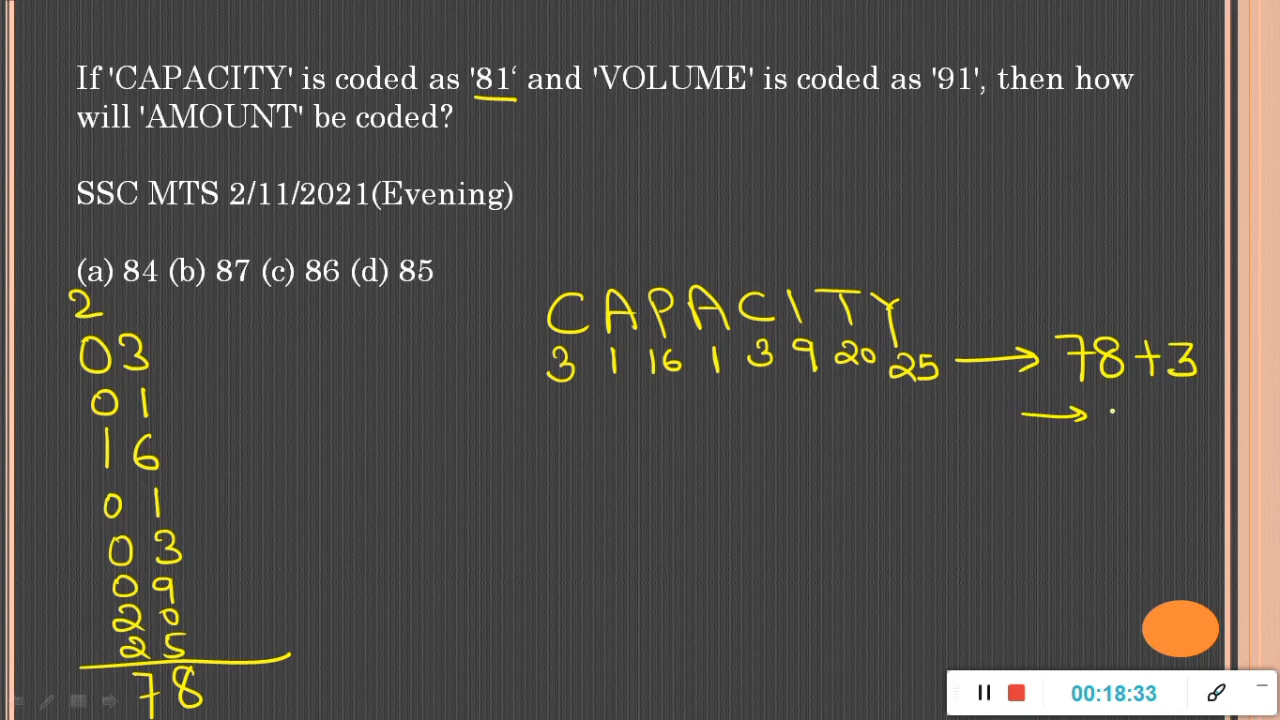 If 'CAPACITY' is coded as '81‘ and 'VOLUME' is coded as '91', then how
will 'AMOUNT' be coded?
SSC MTS 2/11/2021(Evening)
(a) 84 (b) 87 (c) 86 (d) 85
2
03
01
16
01
03
09
20
25
78
CAPACITY
3 1 16 1 3 9 20 25 → 78+3
→
00:18:33